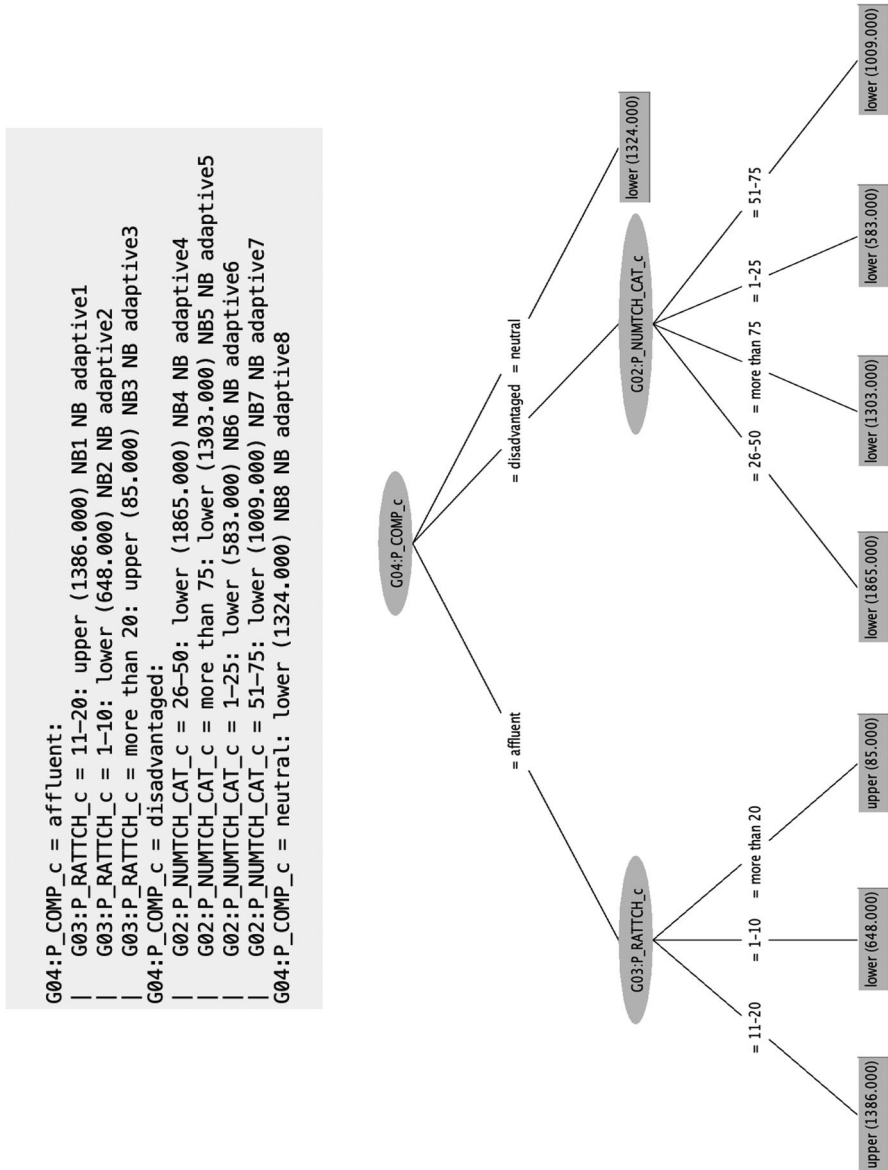 G04:P_COMP_c = affluent:
| G03:P_RATTCH_c = 11–20: upper (1386.000) NB1 NB adaptive1
| G03:P_RATTCH_c = 1–10: lower (648.000) NB2 NB adaptive2
| G03:P_RATTCH_c = more than 20: upper (85.000) NB3 NB adaptive3
G04:P_COMP_c = disadvantaged:
| G02:P_NUMTCH_CAT_c = 26–50: lower (1865.000) NB4 NB adaptive4
| G02:P_NUMTCH_CAT_c = more than 75: lower (1303.000) NB5 NB adaptive5
| G02:P_NUMTCH_CAT_c = 1–25: lower (583.000) NB6 NB adaptive6
| G02:P_NUMTCH_CAT_c = 51–75: lower (1009.000) NB7 NB adaptive7
G04:P_COMP_c = neutral: lower (1324.000) NB8 NB adaptive8
G04:P_COMP_c
= affluent
= disadvantaged
= neutral
G03:P_RATTCH_c
G02:P_NUMTCH_CAT_c
lower (1324.000)
= 11–20
= 1–10
= more than 20
= 26–50
= more than 75
= 1–25
= 51–75
upper (1386.000)
lower (648.000)
upper (85.000)
lower (1865.000)
lower (1303.000)
lower (583.000)
lower (1009.000)